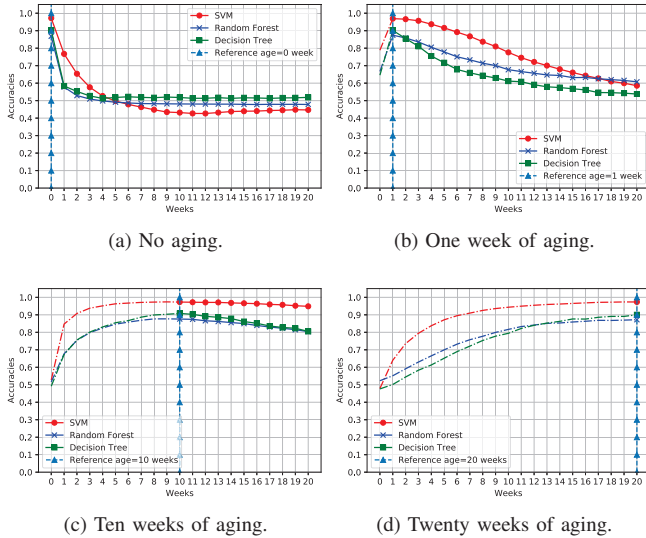 1.0
0.9
0.8
0.7
0.6
0.5
0.4
0.3
0.2
0.1
0.0
Accuracies
SVM
Random Forest
Decision Tree
Reference age=0 week
0 1 2 3 4 5 6 7 8 9 10 11 12 13 14 15 16 17 18 19 20
Weeks
(a) No aging.
1.0
0.9
0.8
0.7
0.6
0.5
0.4
0.3
0.2
0.1
0.0
Accuracies
SVM
Random Forest
Decision Tree
Reference age=1 week
0 1 2 3 4 5 6 7 8 9 10 11 12 13 14 15 16 17 18 19 20
Weeks
(b) One week of aging.
1.0
0.9
0.8
0.7
0.6
0.5
0.4
0.3
0.2
0.1
0.0
Accuracies
SVM
Random Forest
Decision Tree
Reference age=10 weeks
0 1 2 3 4 5 6 7 8 9 10 11 12 13 14 15 16 17 18 19 20
Weeks
(c) Ten weeks of aging.
1.0
0.9
0.8
0.7
0.6
0.5
0.4
0.3
0.2
0.1
0.0
Accuracies
SVM
Random Forest
Decision Tree
Reference age=20 weeks
0 1 2 3 4 5 6 7 8 9 10 11 12 13 14 15 16 17 18 19 20
Weeks
(d) Twenty weeks of aging.